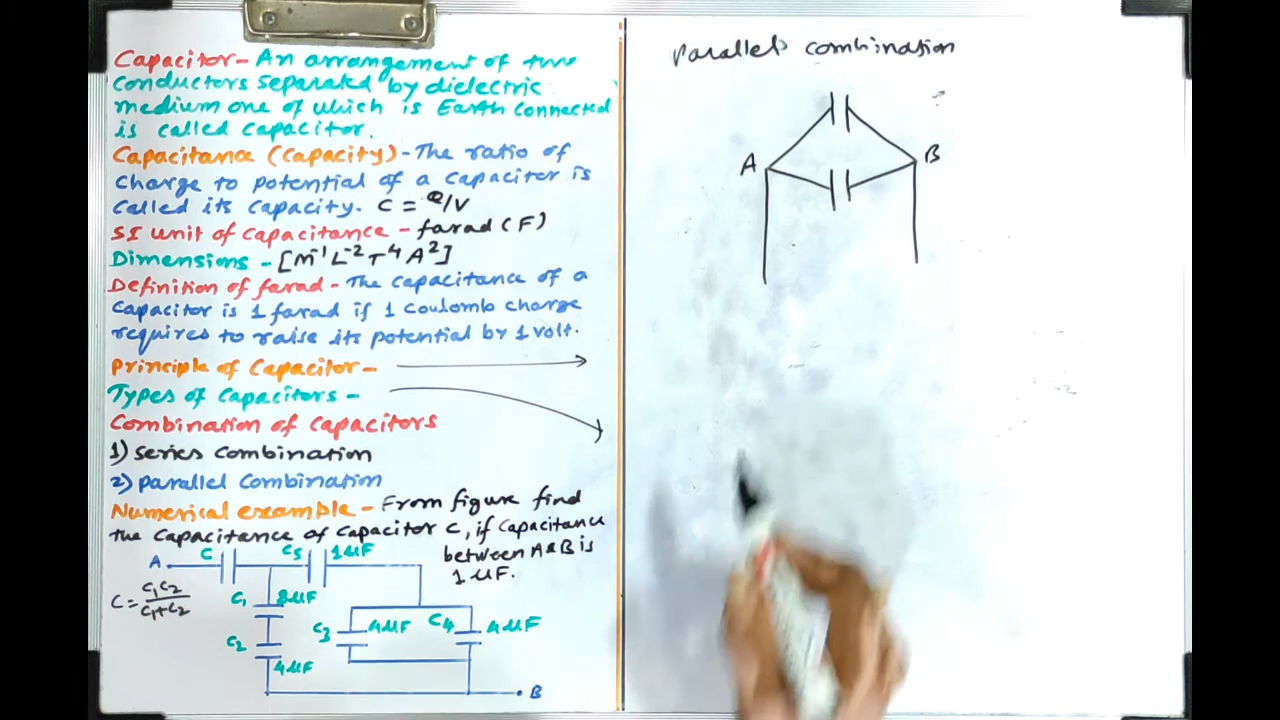 Capacitor - An arrangement of two
conductors separated by dielectric
medium one of which is Earth connected
is called capacitor.
Capacitance (capacity) - The ratio of
charge to potential of a capacitor is
called its capacity. C = Q/V
SI unit of capacitance - farad (F)
Dimensions - [M⁻¹ L⁻² T⁴ A²]
Definition of farad - The capacitance of a
capacitor is 1 farad if 1 coulomb charge
requires to raise its potential by 1 volt.
Principle of capacitor -
Types of capacitors -
Combination of capacitors
1) series combination
2) parallel combination
Numerical example - From figure find
the capacitance of capacitor C, if capacitance
between A & B is
1 μF.
A C C5 1μF
C = C1C2/C1+C2
C1 8μF
C3 4μF C4 4μF
C2 4μF
B
Parallel combination
A B